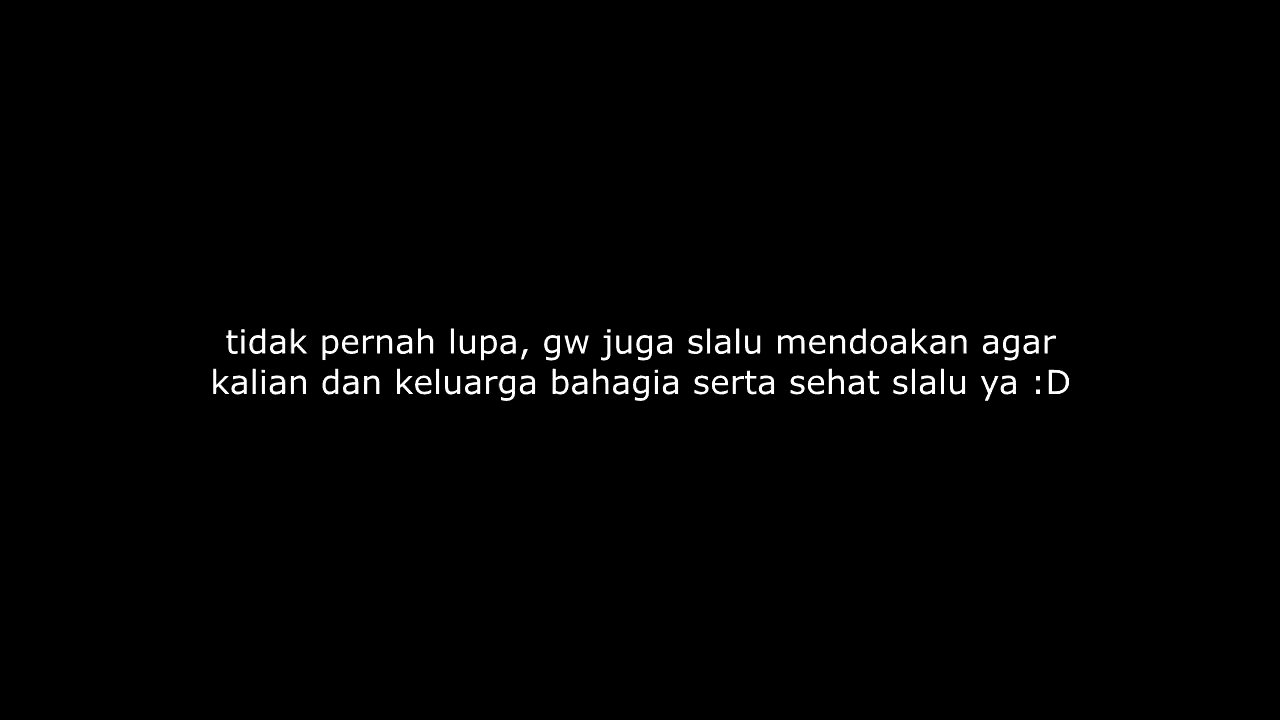 tidak pernah lupa, gw juga slalu mendoakan agar
kalian dan keluarga bahagia serta sehat slalu ya :D